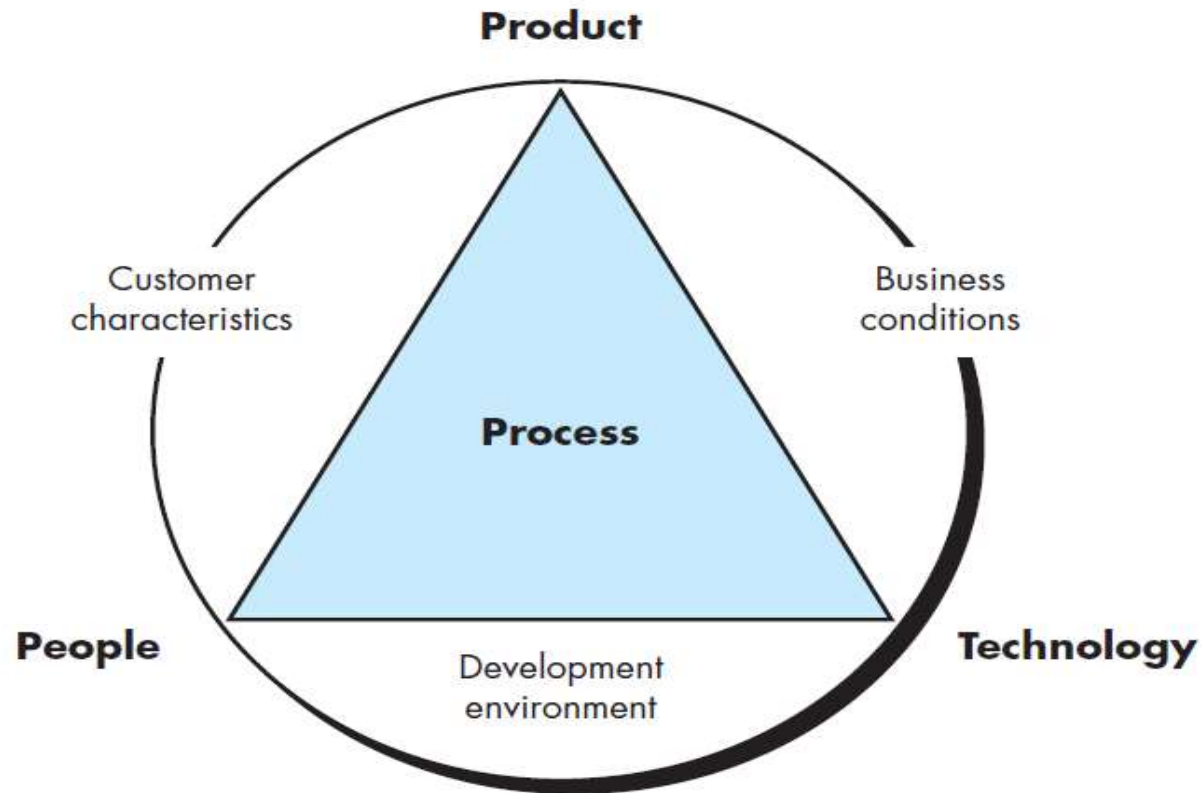 Product
Customer
characteristics
Business
conditions
Process
People
Technology
Development
environment